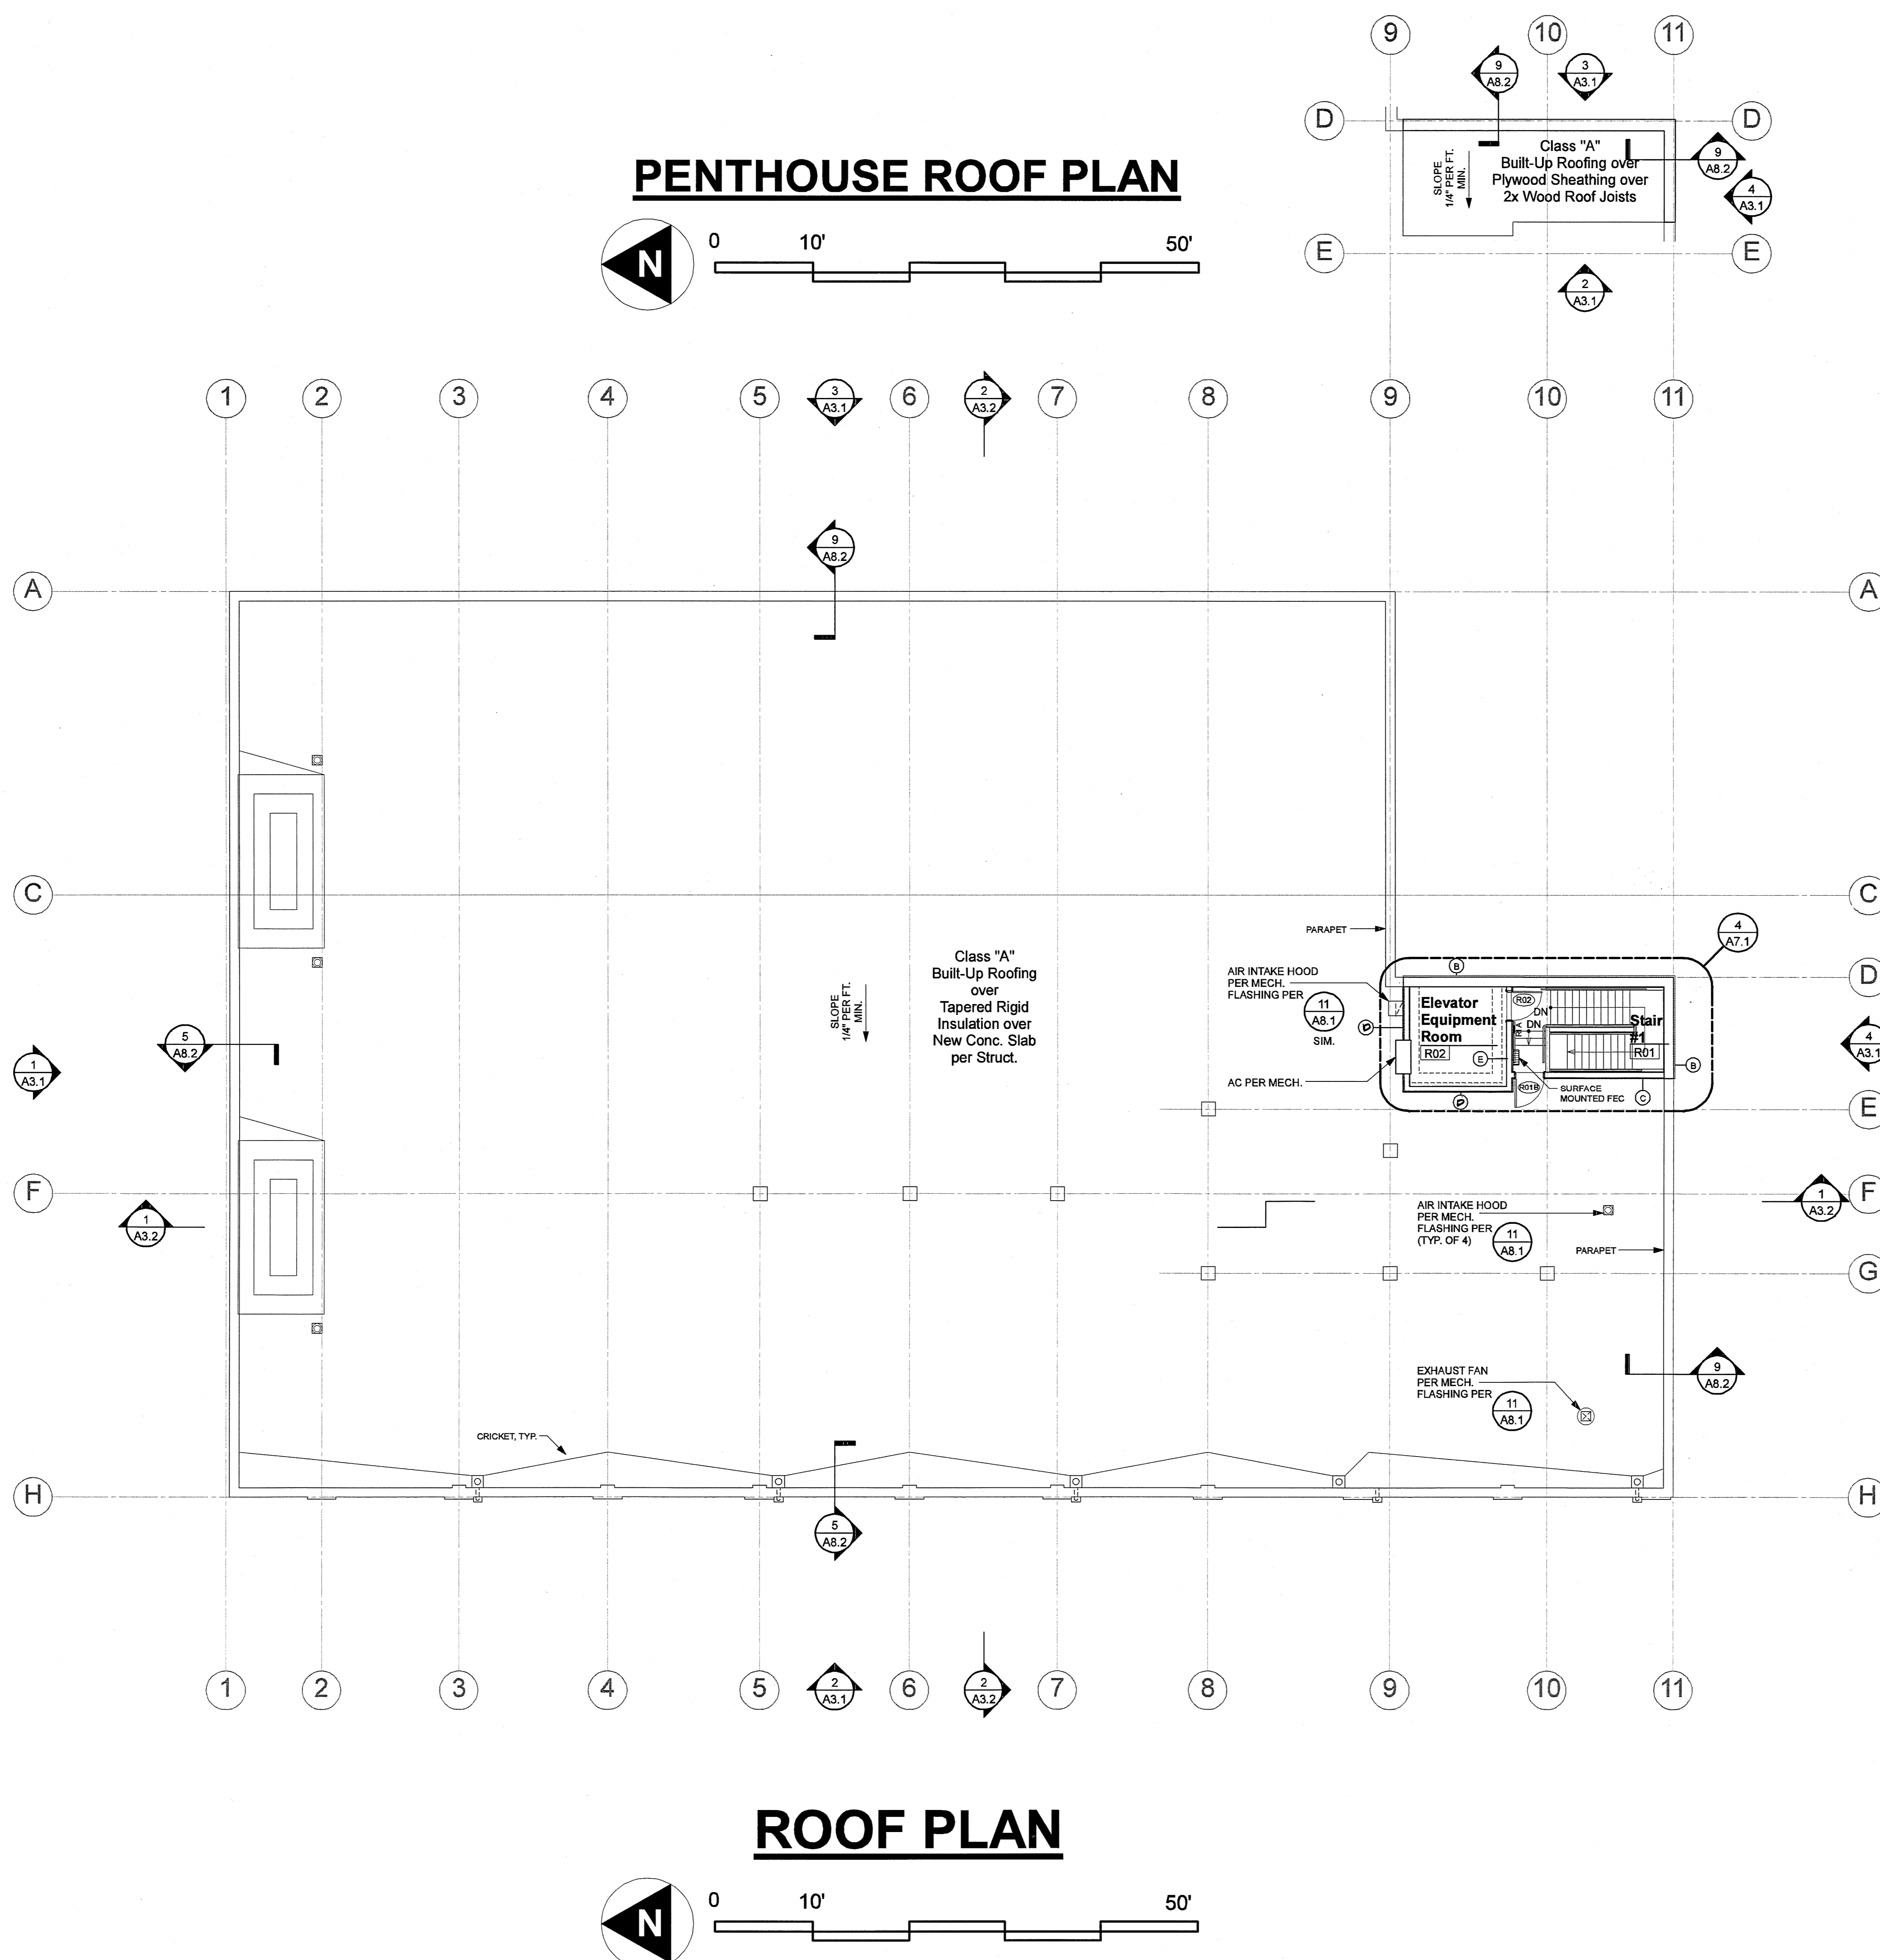 9
10
11
9
A8.2
3
A3.1
D
D
PENTHOUSE ROOF PLAN
SLOPE
1/4" PER FT.
MIN.
Class "A"
Built-Up Roofing over
Plywood Sheathing over
2x Wood Roof Joists
9
A8.2
4
A3.1
N
0
10'
50'
E
E
2
A3.1
1
2
3
4
5
3
A3.1
6
2
A3.2
7
8
9
10
11
9
A8.2
A
A
C
C
PARAPET
4
A7.1
Class "A"
Built-Up Roofing
over
Tapered Rigid
Insulation over
New Conc. Slab
per Struct.
SLOPE
1/4" PER FT.
MIN.
AIR INTAKE HOOD
PER MECH.
FLASHING PER
11
A8.1
SIM.
B
D
D
Elevator
Equipment
Room
R02
R02
DN
DN
Stair
#1
R01
E
B
5
A8.2
1
A3.1
4
A3.1
AC PER MECH.
R01B
SURFACE
MOUNTED FEC
C
D
E
F
F
1
A3.2
1
A3.2
AIR INTAKE HOOD
PER MECH.
FLASHING PER
(TYP. OF 4)
11
A8.1
PARAPET
G
EXHAUST FAN
PER MECH.
FLASHING PER
11
A8.1
9
A8.2
CRICKET, TYP.
H
H
5
A8.2
1
2
3
4
5
2
A3.1
6
2
A3.2
7
8
9
10
11
ROOF PLAN
N
0
10'
50'